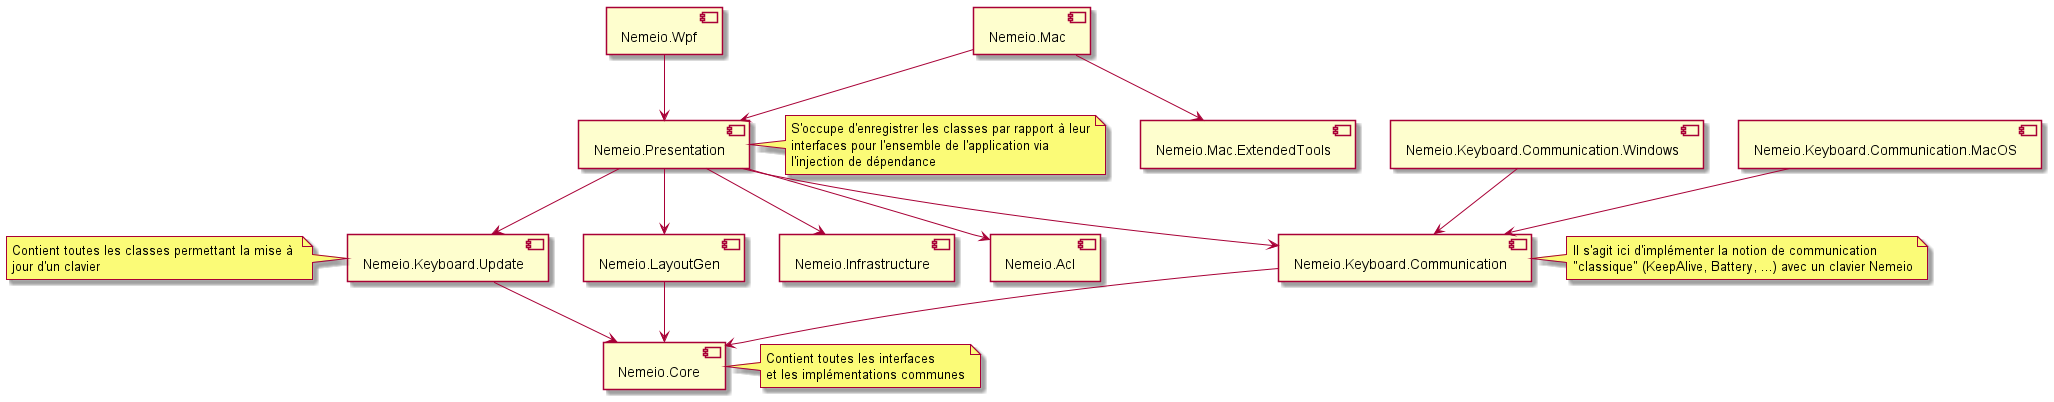 Nemeio.Wpf
Nemeio.Mac
Nemeio.Presentation
S'occupe d'enregistrer les classes par rapport à leur
interfaces pour l'ensemble de l'application via
l'injection de dépendance
Nemeio.Mac.ExtendedTools
Nemeio.Keyboard.Communication.Windows
Nemeio.Keyboard.Communication.MacOS
Contient toutes les classes permettant la mise à
jour d'un clavier
Nemeio.Keyboard.Update
Nemeio.LayoutGen
Nemeio.Infrastructure
Nemeio.Acl
Nemeio.Keyboard.Communication
Il s'agit ici d'implémenter la notion de communication
"classique" (KeepAlive, Battery, ...) avec un clavier Nemeio
Nemeio.Core
Contient toutes les interfaces
et les implémentations communes